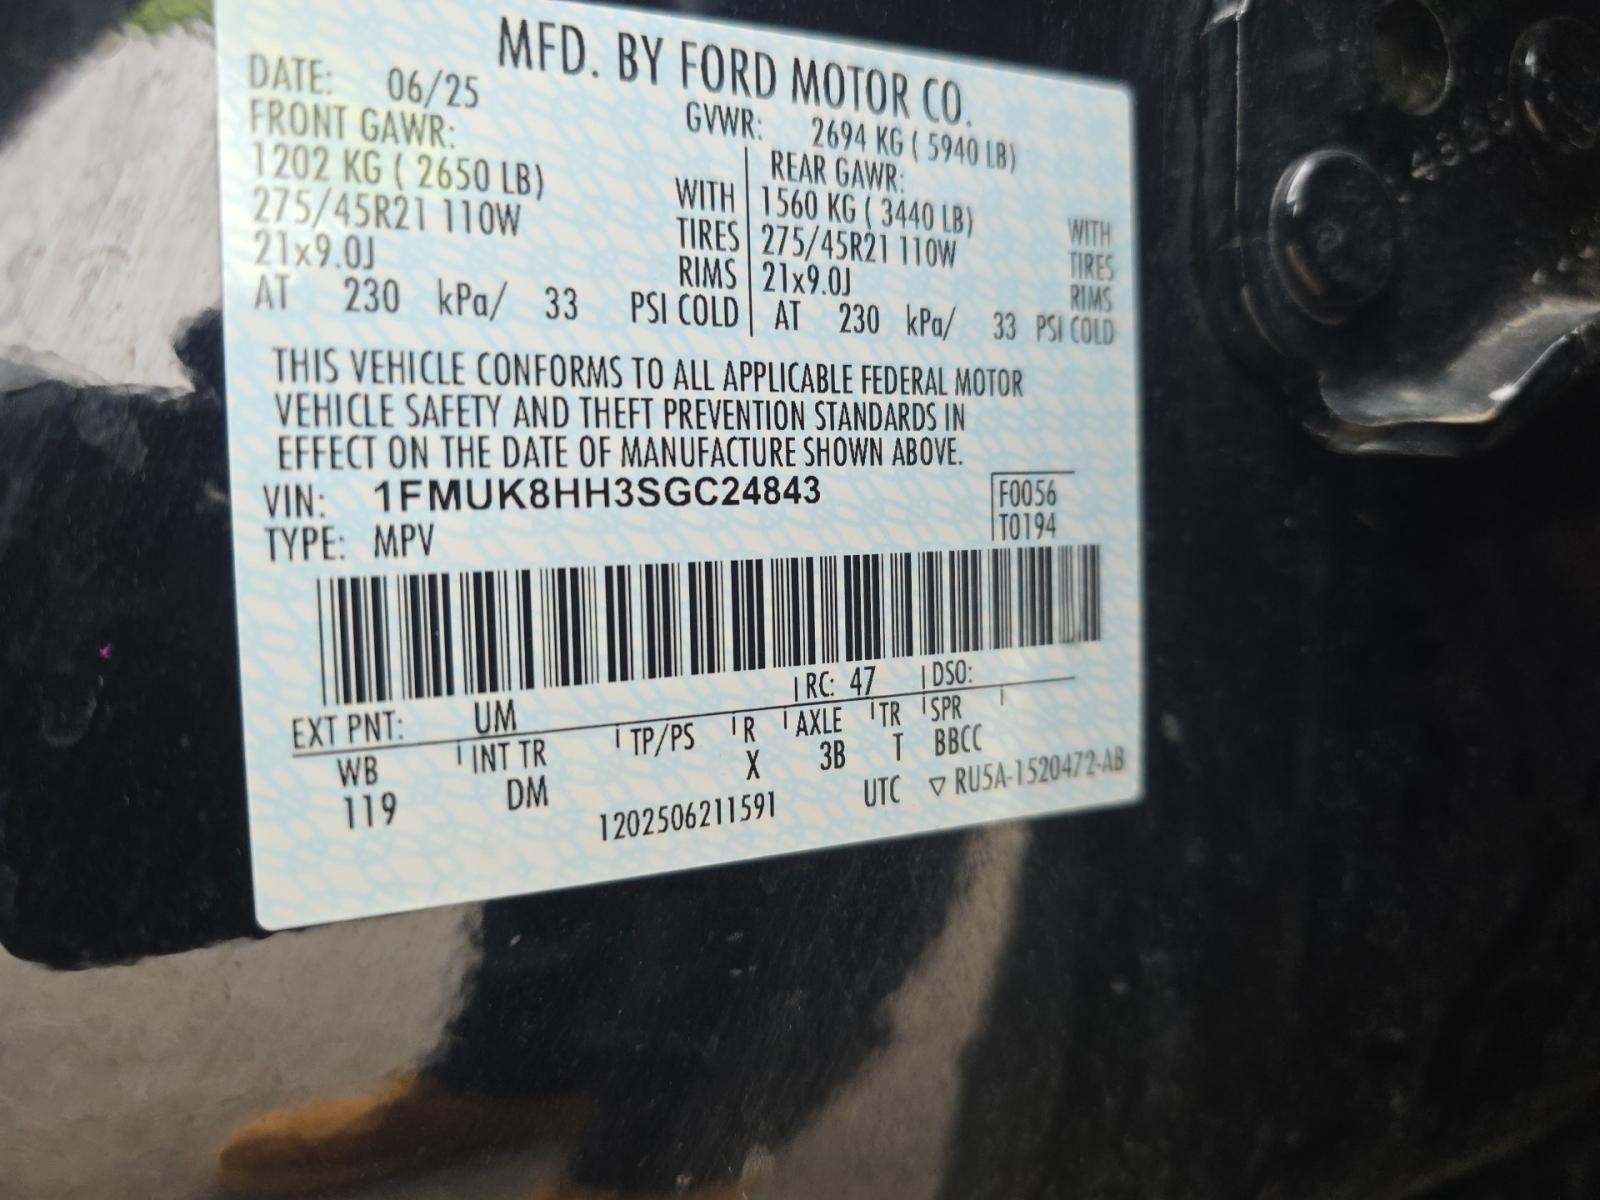 MFD. BY FORD MOTOR CO.
DATE: 06/25 GVWR: 2694 KG ( 5940 LB)
FRONT GAWR: REAR GAWR:
1202 KG ( 2650 LB) WITH 1560 KG ( 3440 LB) WITH
275/45R21 110W TIRES 275/45R21 110W TIRES
21x9.0J RIMS 21x9.0J RIMS
AT 230 kPa/ 33 PSI COLD AT 230 kPa/ 33 PSI COLD
THIS VEHICLE CONFORMS TO ALL APPLICABLE FEDERAL MOTOR
VEHICLE SAFETY AND THEFT PREVENTION STANDARDS IN
EFFECT ON THE DATE OF MANUFACTURE SHOWN ABOVE.
VIN: 1FMUK8HH3SGC24843 F0056
TYPE: MPV T0194
EXT PNT: UM RC: 47 DSO:
WB INT TR TP/PS R AXLE TR SPR
119 DM X 3B T BBCC
1202506211591 UTC ▽ RU5A-1520472-AB